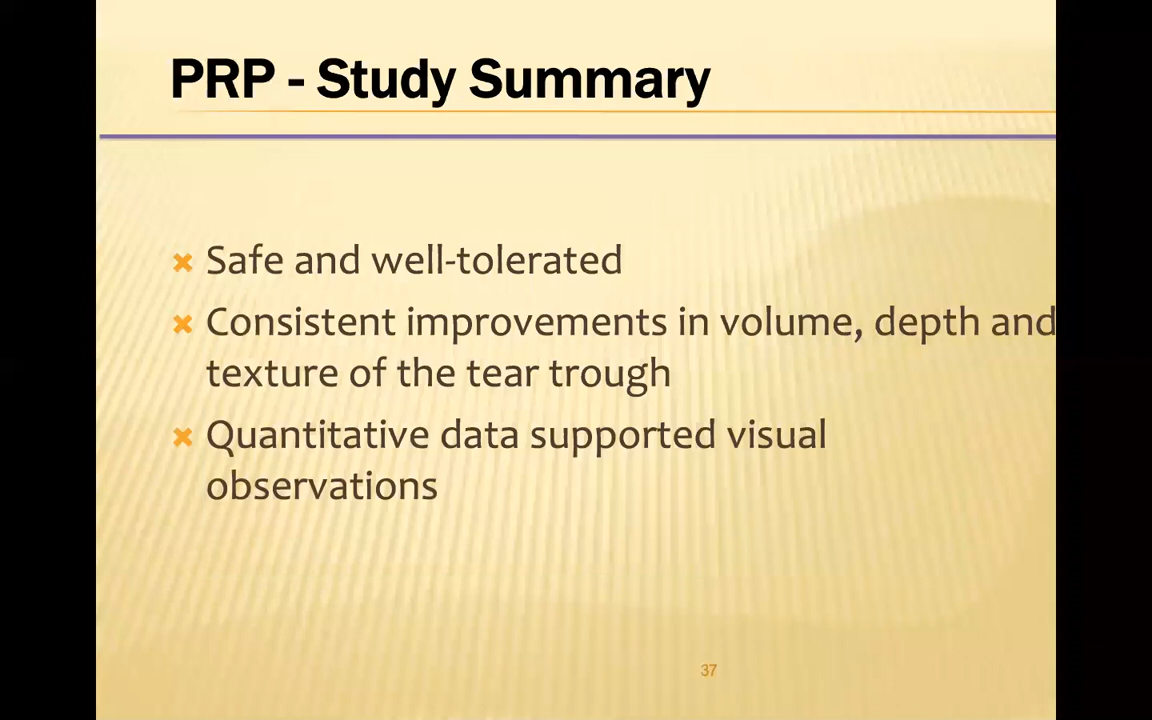 PRP - Study Summary
Safe and well-tolerated
Consistent improvements in volume, depth and
texture of the tear trough
Quantitative data supported visual
observations
37